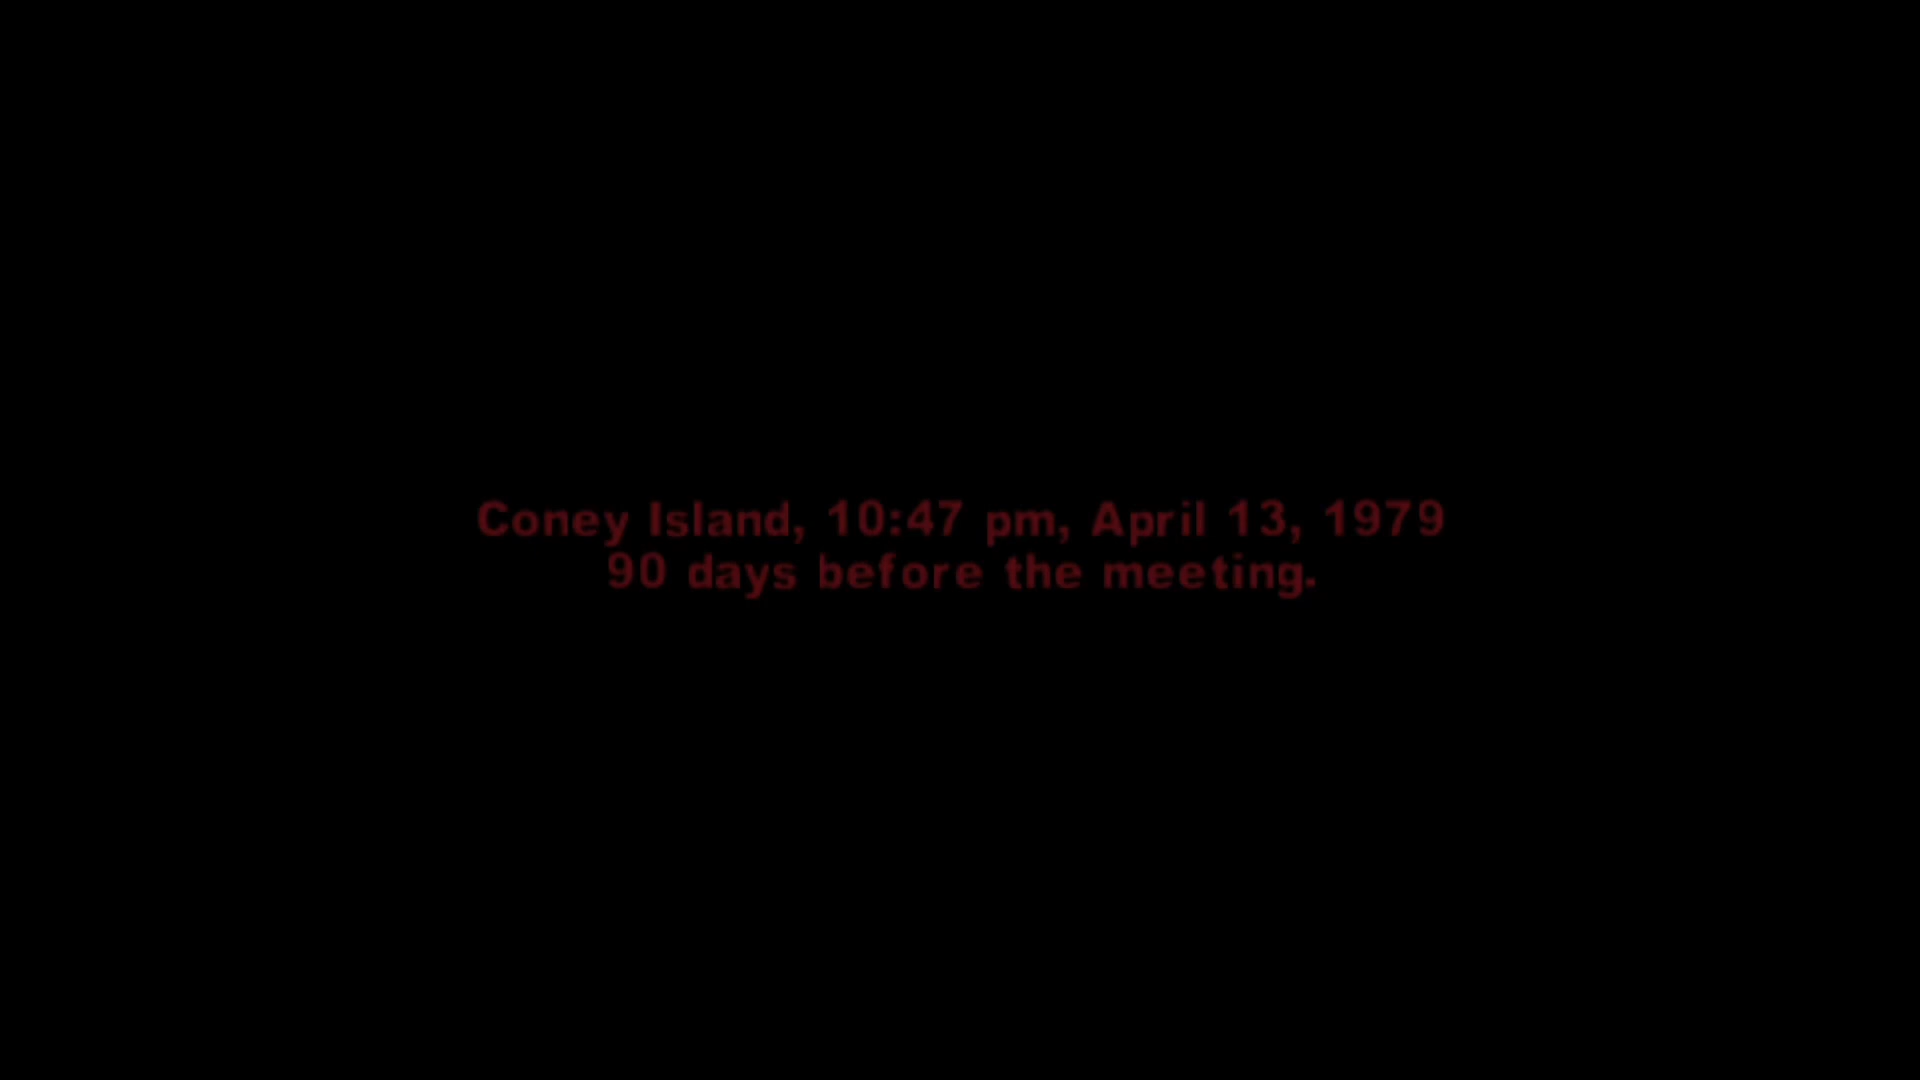 Coney Island, 10:47 pm, April 13, 1979
90 days before the meeting.